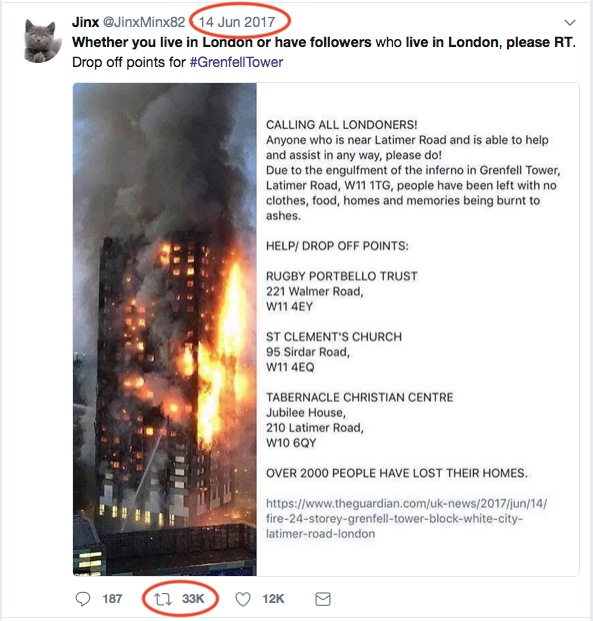 Jinx @JinxMinx82 14 Jun 2017
Whether you live in London or have followers who live in London, please RT.
Drop off points for #GrenfellTower
CALLING ALL LONDONERS!
Anyone who is near Latimer Road and is able to help
and assist in any way, please do!
Due to the engulfment of the inferno in Grenfell Tower,
Latimer Road, W11 1TG, people have been left with no
clothes, food, homes and memories being burnt to
ashes.
HELP/ DROP OFF POINTS:
RUGBY PORTBELLO TRUST
221 Walmer Road,
W11 4EY
ST CLEMENT'S CHURCH
95 Sirdar Road,
W11 4EQ
TABERNACLE CHRISTIAN CENTRE
Jubilee House,
210 Latimer Road,
W10 6QY
OVER 2000 PEOPLE HAVE LOST THEIR HOMES.
https://www.theguardian.com/uk-news/2017/jun/14/
fire-24-storey-grenfell-tower-block-white-city-
latimer-road-london
187 33K 12K